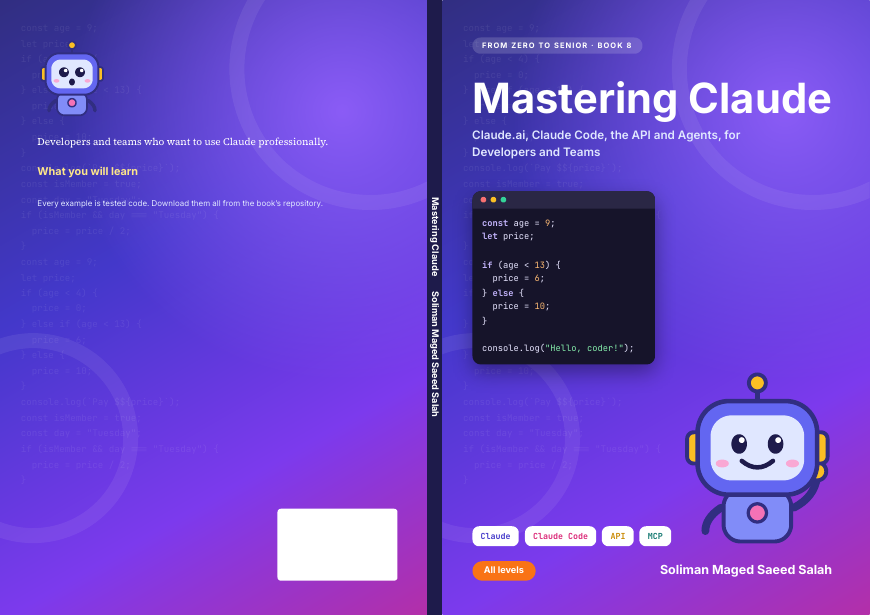 Developers and teams who want to use Claude professionally.
What you will learn
Every example is tested code. Download them all from the book's repository.
Mastering Claude Soliman Maged Saeed Salah
FROM ZERO TO SENIOR · BOOK 8
Mastering Claude
Claude.ai, Claude Code, the API and Agents, for
Developers and Teams
const age = 9;
let price;
if (age < 13) {
price = 6;
} else {
price = 10;
}
console.log("Hello, coder!");
Claude Claude Code API MCP
All levels
Soliman Maged Saeed Salah